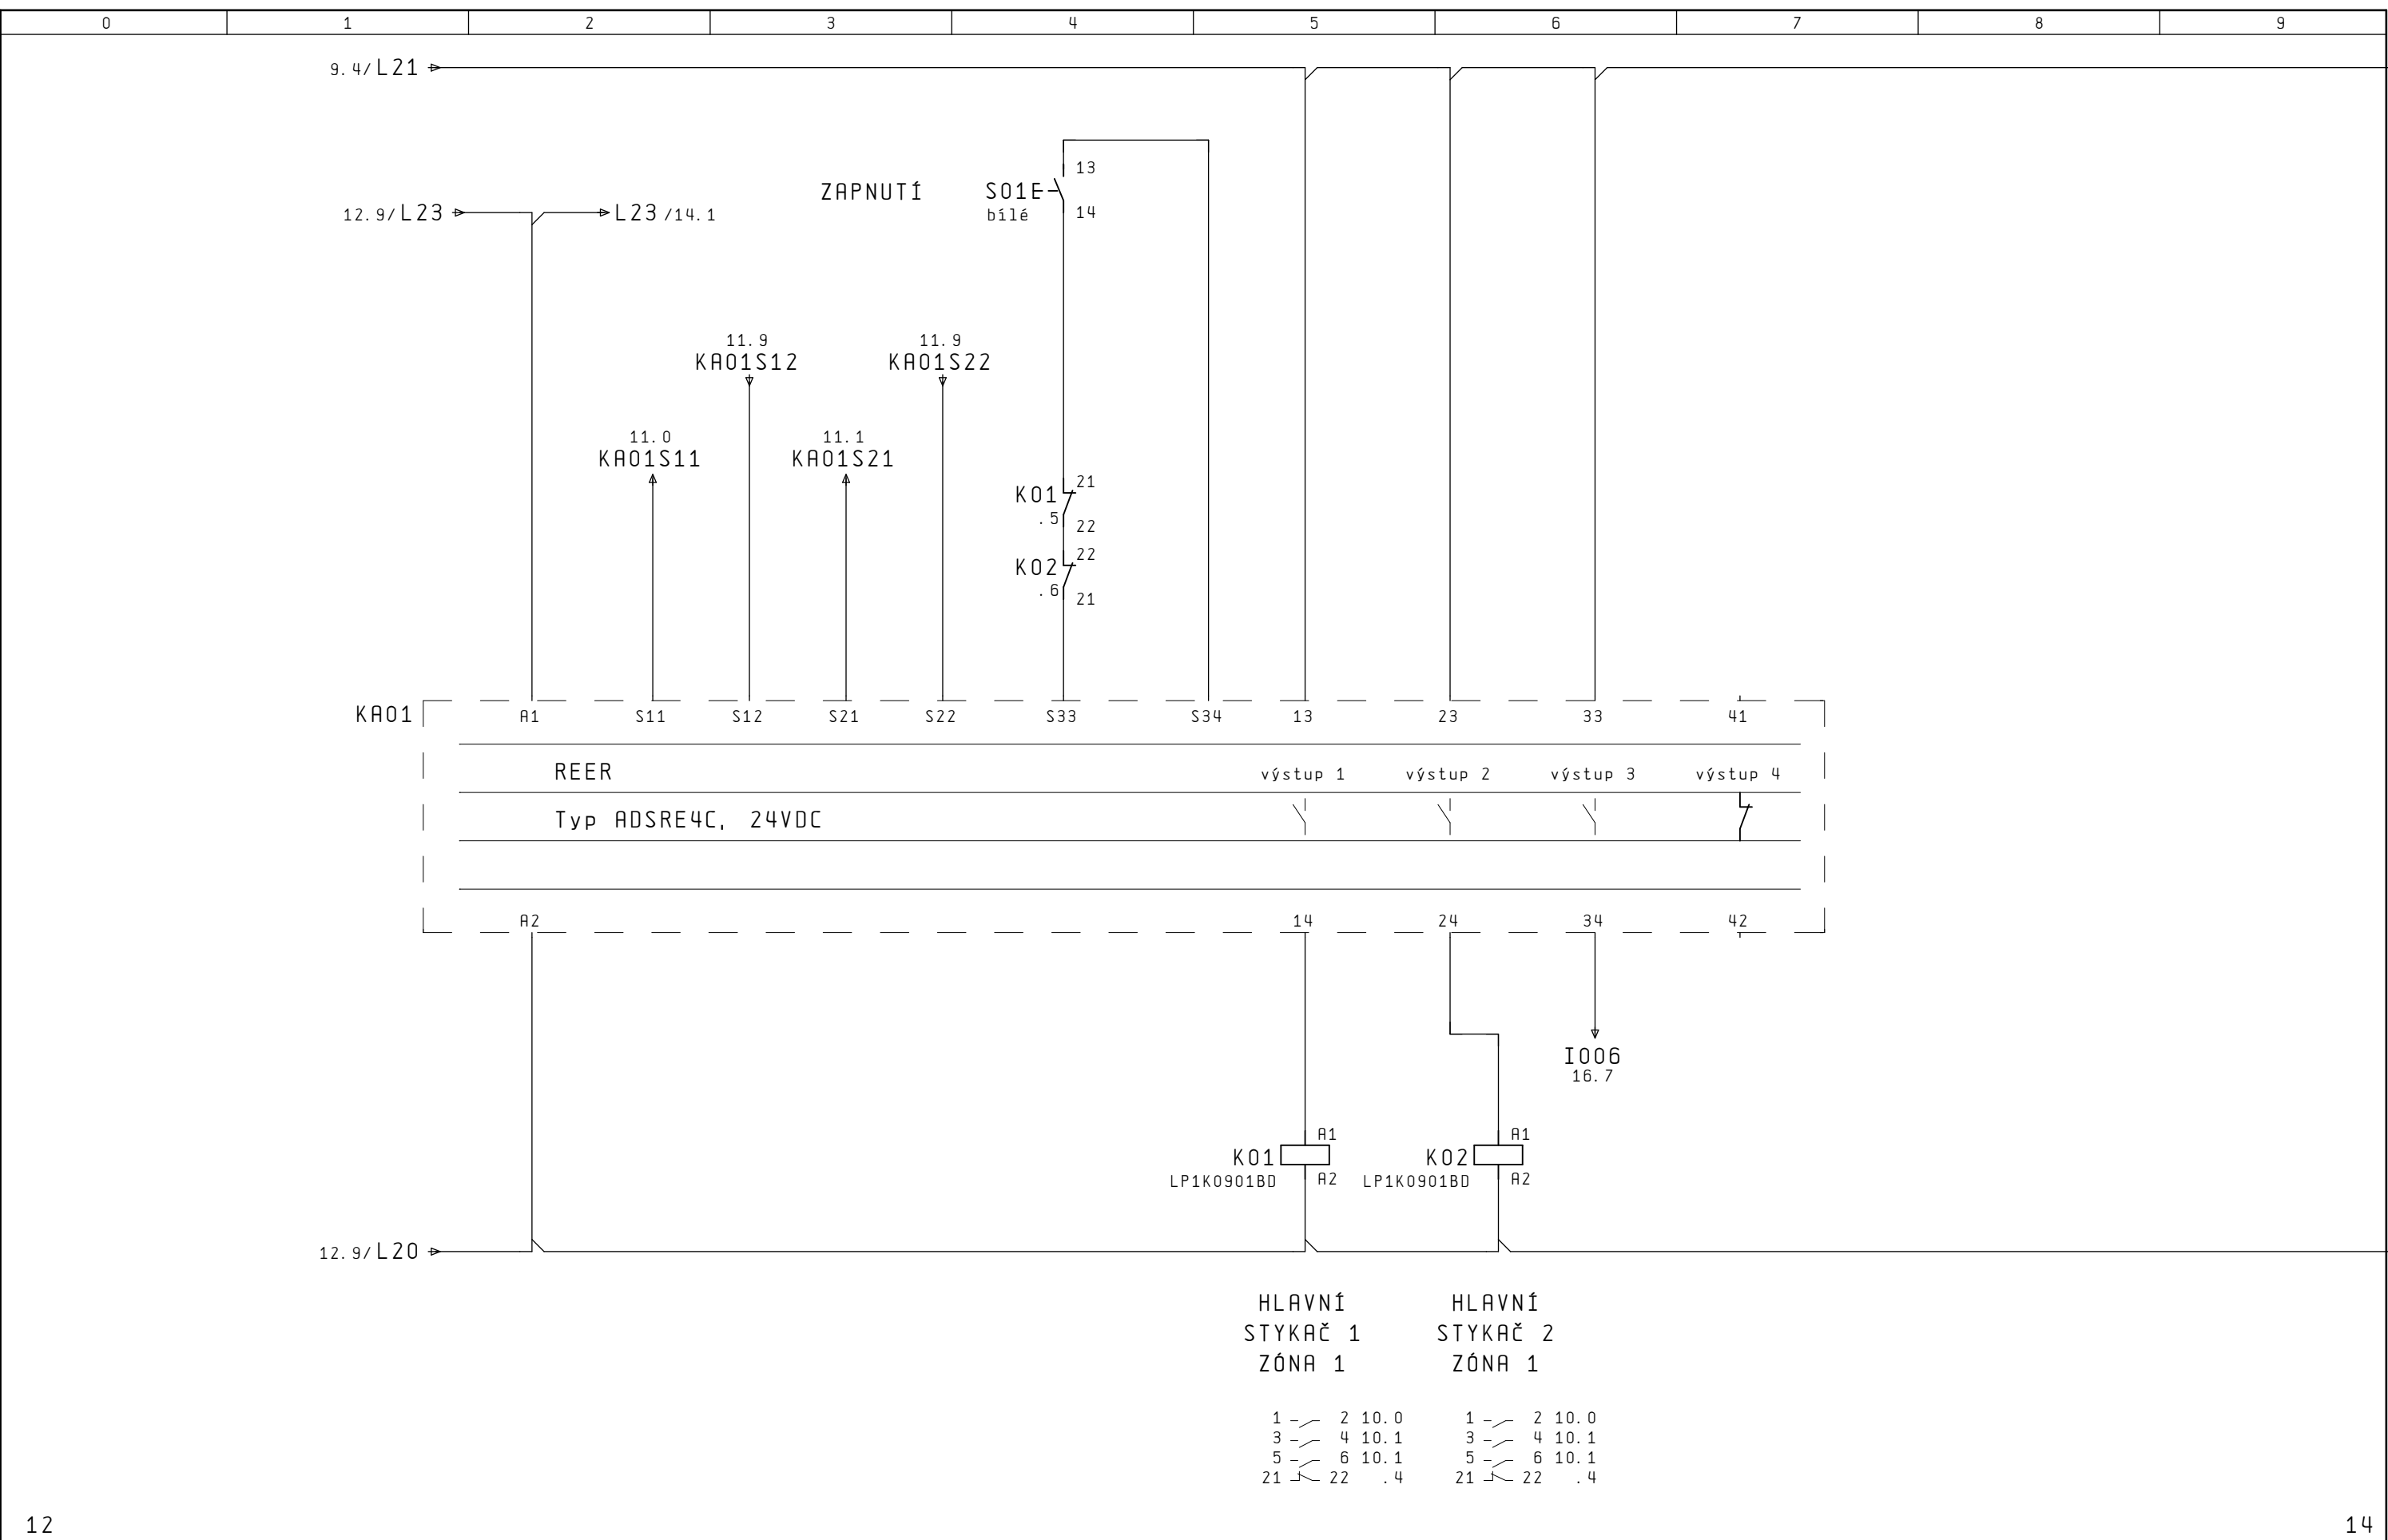 0 1 2 3 4 5 6 7 8 9
9.4/L21
13
ZAPNUTÍ S01E
bílé 14
12.9/L23 L23/14.1
11.9 11.9
KA01S12 KA01S22
11.0 11.1
KA01S11 KA01S21
21
K01
.5 22
22
K02
.6 21
KA01 A1 S11 S12 S21 S22 S33 S34 13 23 33 41
REER výstup 1 výstup 2 výstup 3 výstup 4
Typ ADSRE4C, 24VDC
A2 14 24 34 42
I006
16.7
A1 A1
K01 K02
LP1K0901BD A2 LP1K0901BD A2
12.9/L20
HLAVNÍ HLAVNÍ
STYKAČ 1 STYKAČ 2
ZÓNA 1 ZÓNA 1
1 2 10.0 1 2 10.0
3 4 10.1 3 4 10.1
5 6 10.1 5 6 10.1
21 22 .4 21 22 .4
12 14